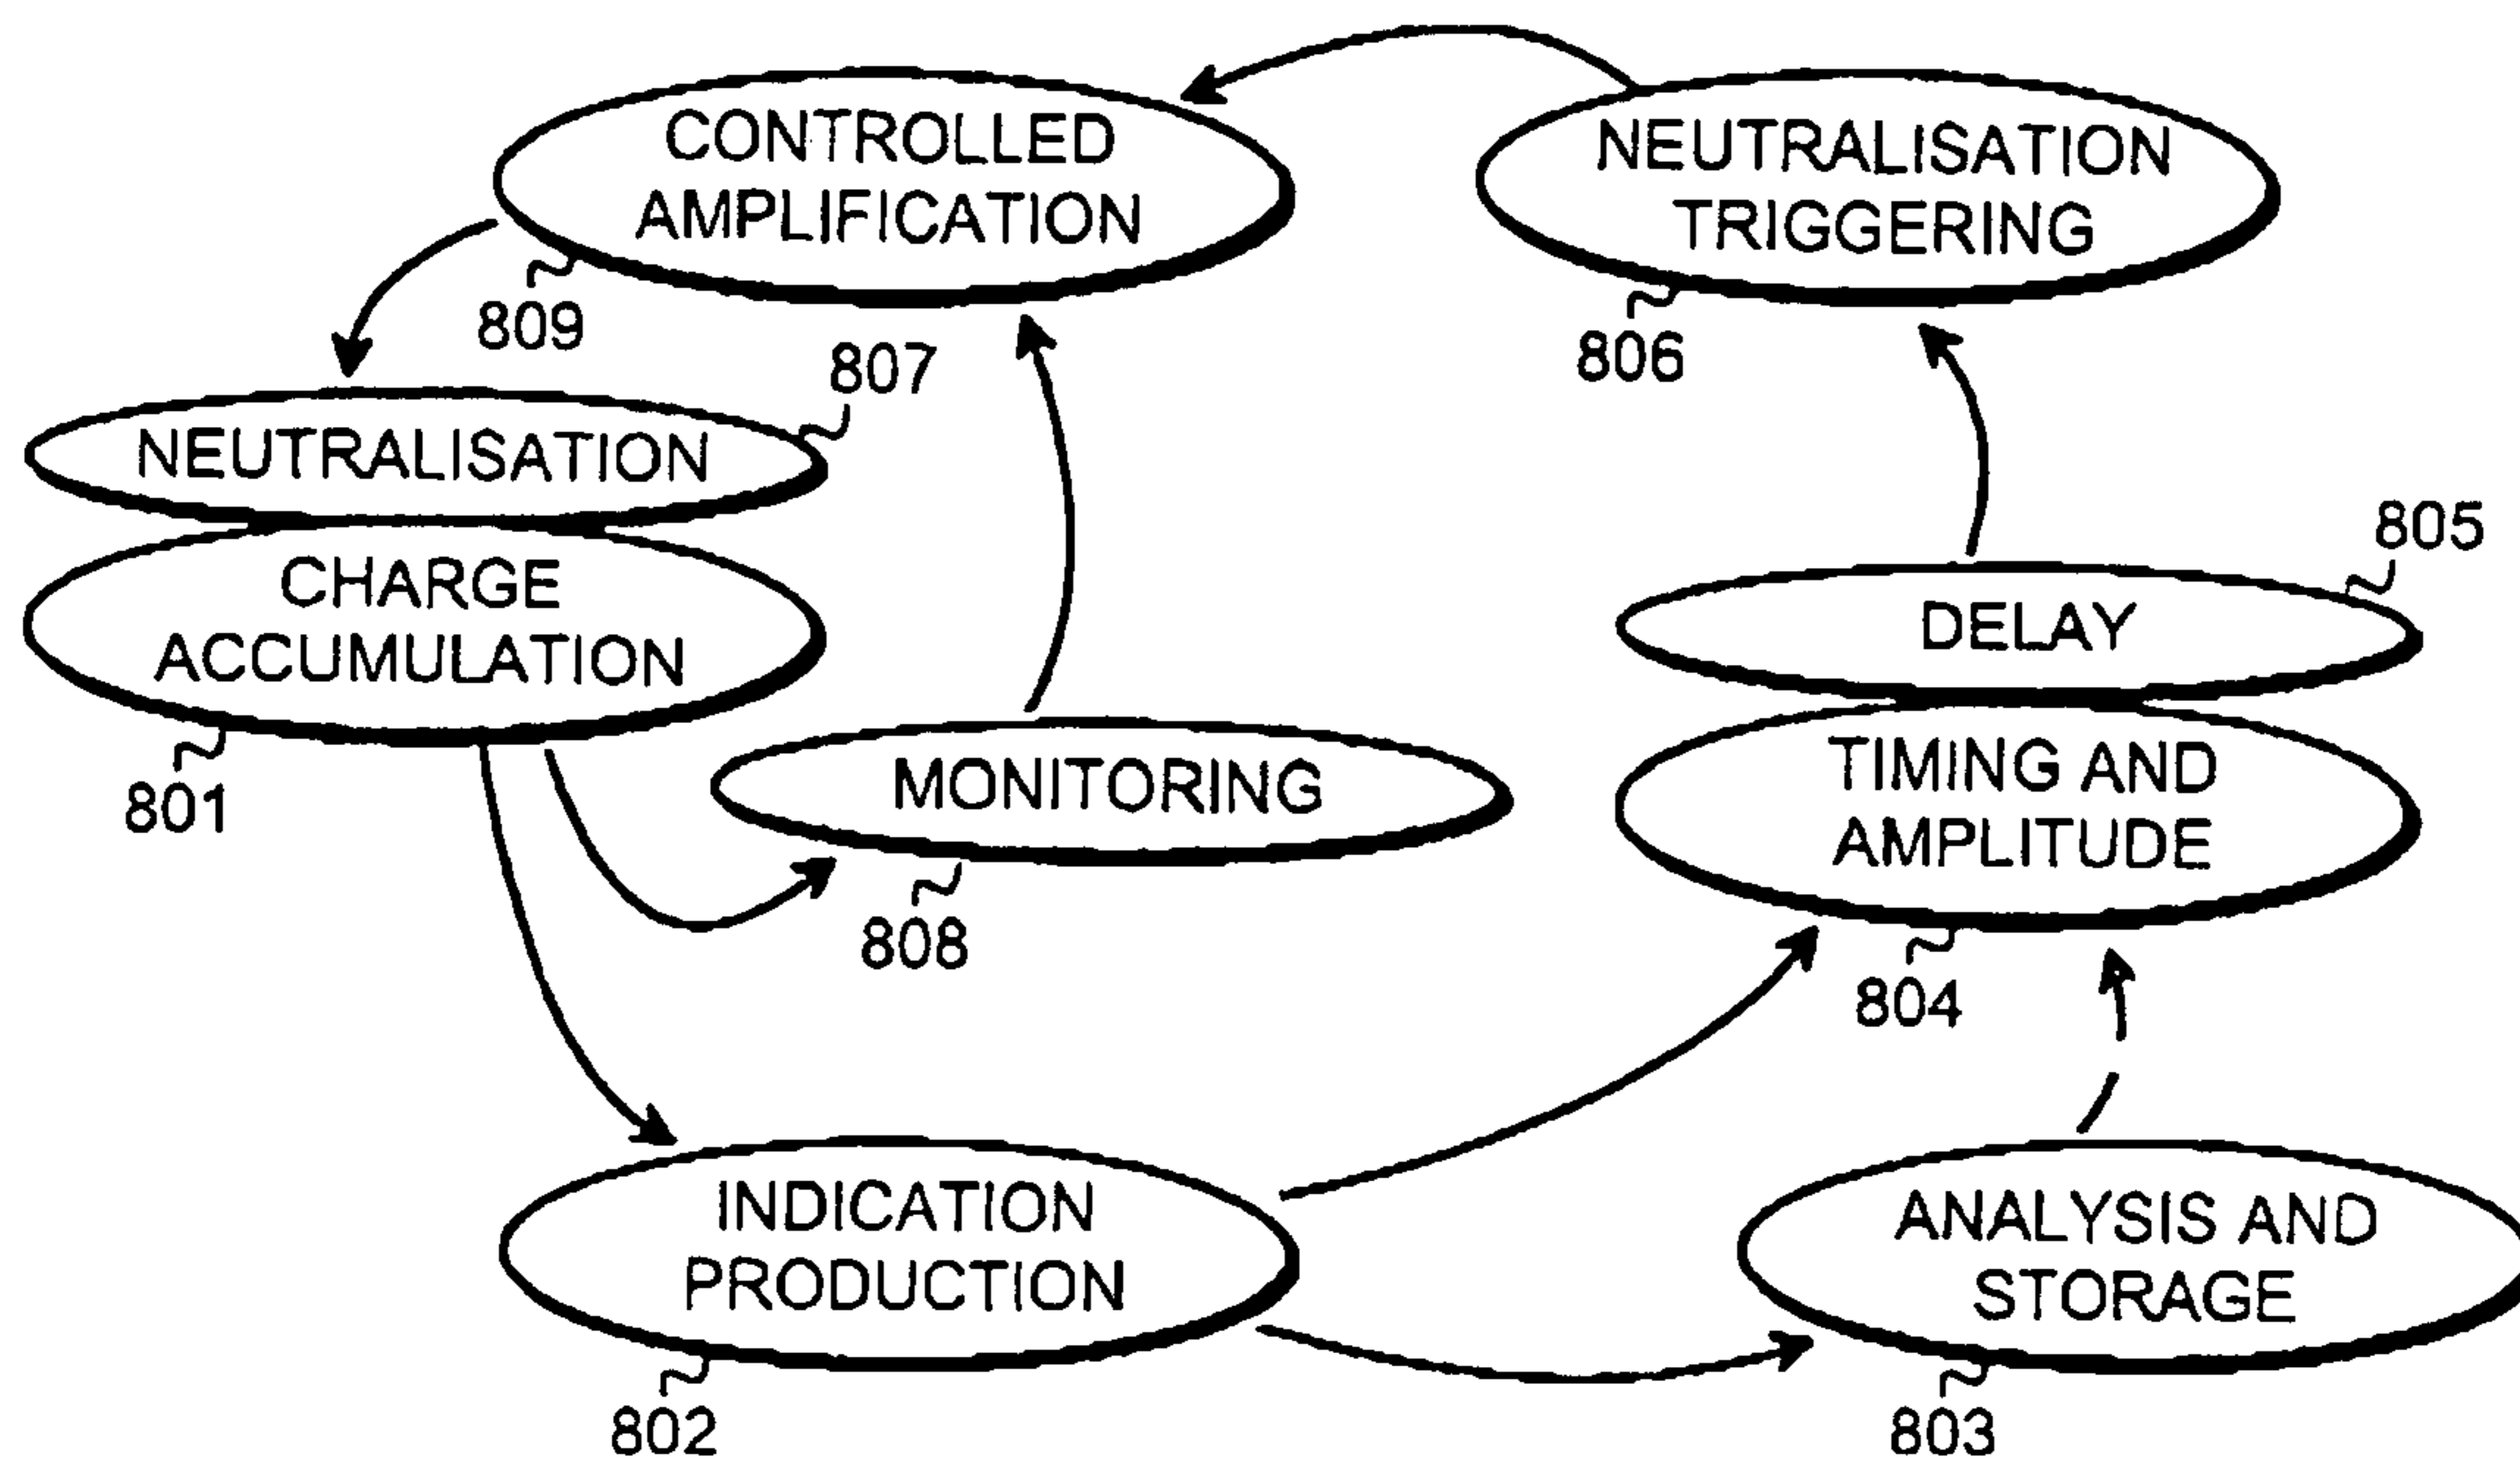 CONTROLLED
AMPLIFICATION
809
NEUTRALISATION
TRIGGERING
806
807
NEUTRALISATION
CHARGE
ACCUMULATION
801
805
DELAY
MONITORING
808
TIMING AND
AMPLITUDE
804
INDICATION
PRODUCTION
802
ANALYSIS AND
STORAGE
803